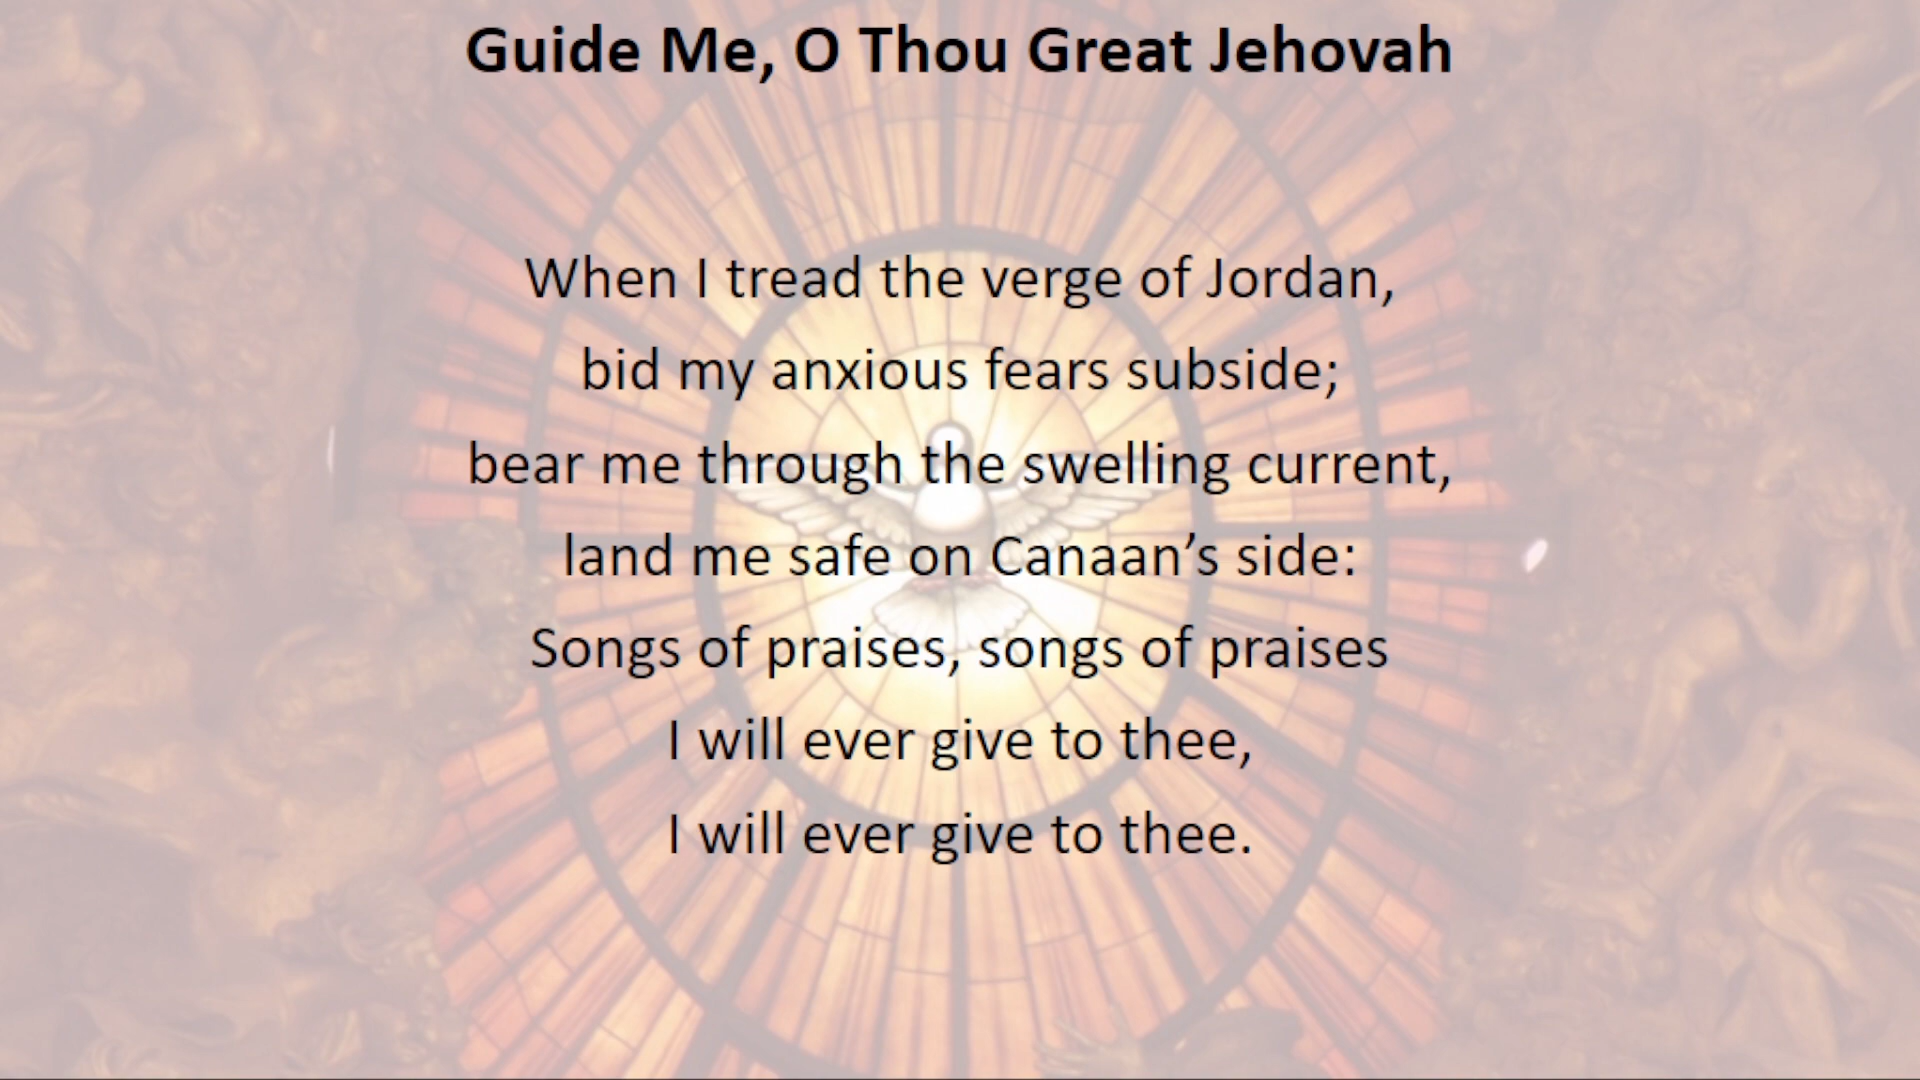 Guide Me, O Thou Great Jehovah
When I tread the verge of Jordan,
bid my anxious fears subside;
bear me through the swelling current,
land me safe on Canaan’s side:
Songs of praises, songs of praises
I will ever give to thee,
I will ever give to thee.